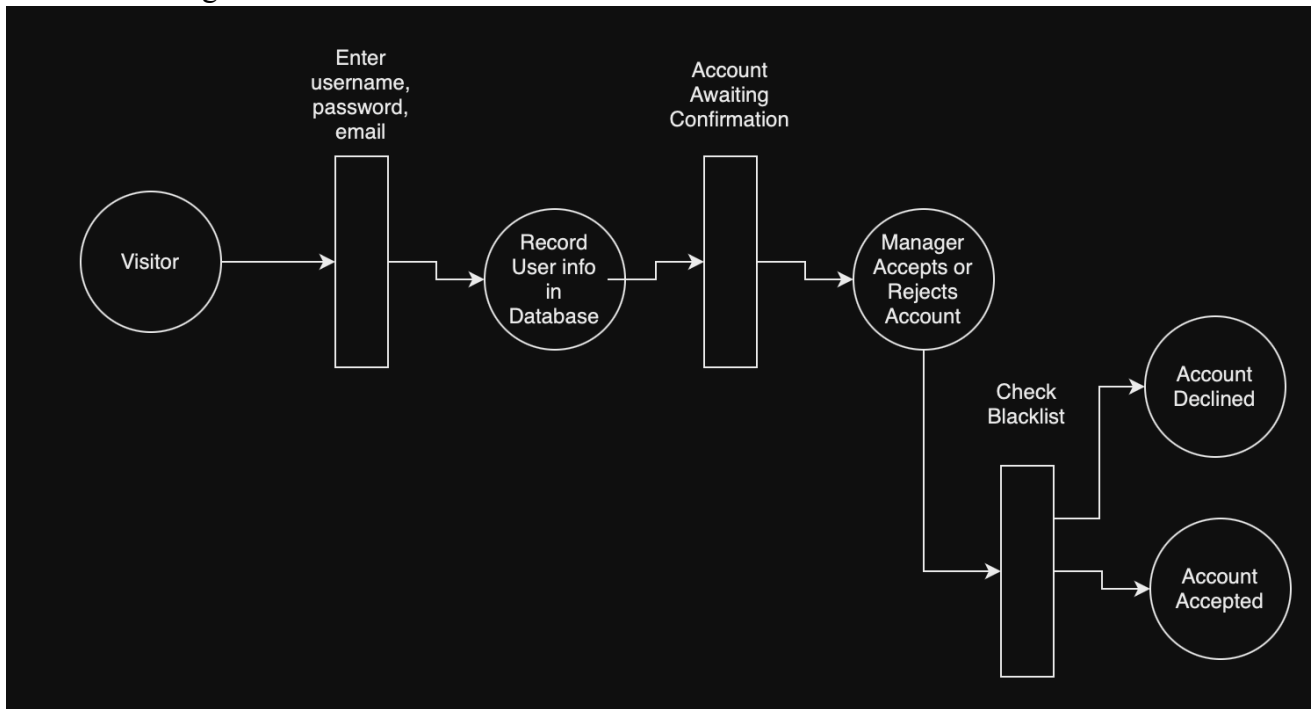 Enter
username,
password,
email
Account
Awaiting
Confirmation
Visitor
Record
User info
in
Database
Manager
Accepts or
Rejects
Account
Check
Blacklist
Account
Declined
Account
Accepted